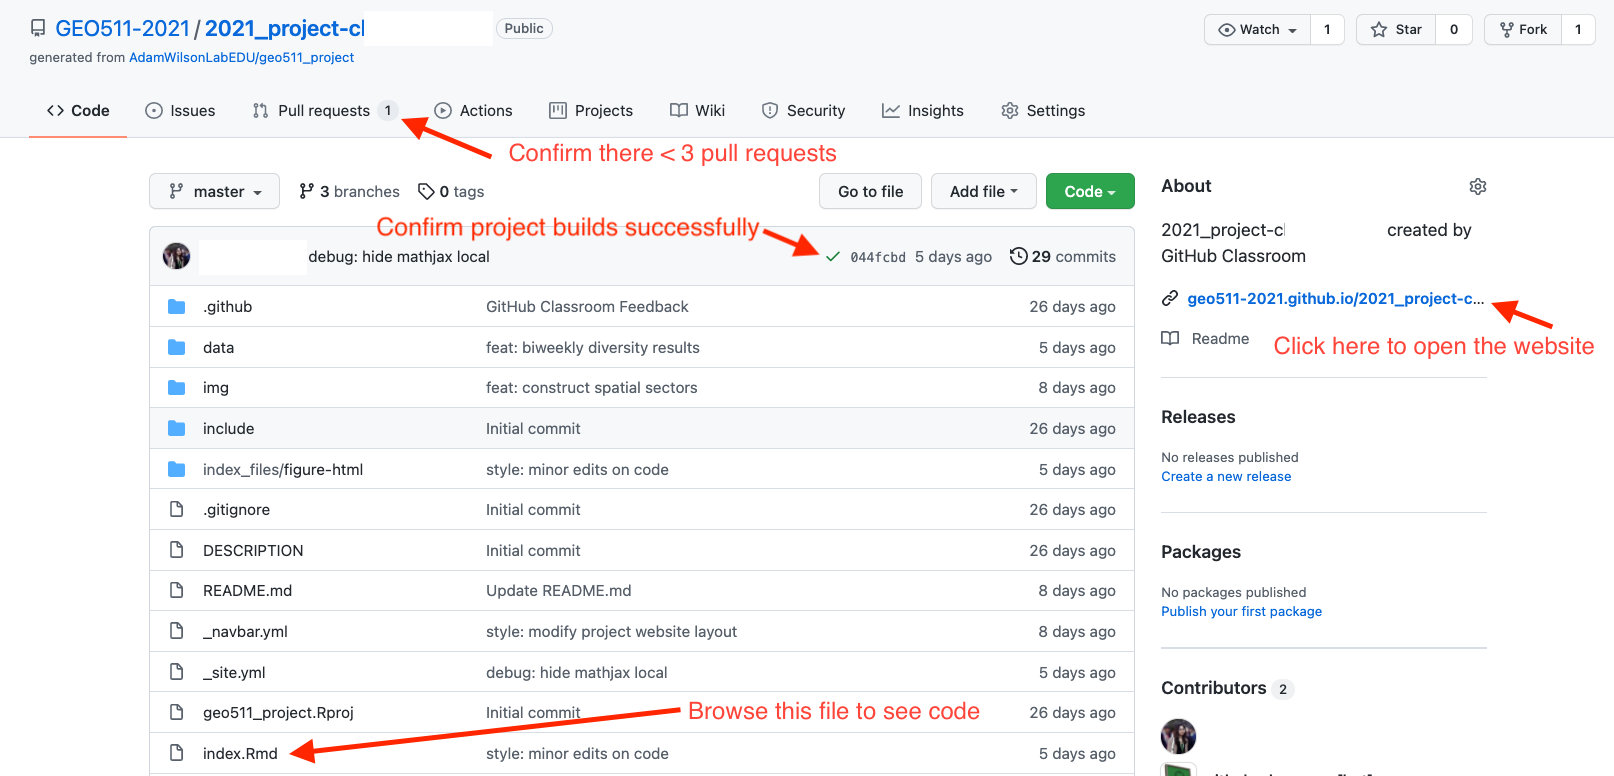 GEO511-2021 / 2021_project-cl Public
Watch 1 Star 0 Fork 1
generated from AdamWilsonLabEDU/geo511_project
Code Issues Pull requests 1 Actions Projects Wiki Security Insights Settings
Confirm there < 3 pull requests
master 3 branches 0 tags Go to file Add file Code
Confirm project builds successfully
debug: hide mathjax local 044fcbd 5 days ago 29 commits
.github GitHub Classroom Feedback 26 days ago
data feat: biweekly diversity results 5 days ago
img feat: construct spatial sectors 8 days ago
include Initial commit 26 days ago
index_files/figure-html style: minor edits on code 5 days ago
.gitignore Initial commit 26 days ago
DESCRIPTION Initial commit 26 days ago
README.md Update README.md 8 days ago
_navbar.yml style: modify project website layout 8 days ago
_site.yml debug: hide mathjax local 5 days ago
geo511_project.Rproj Initial commit 26 days ago
Browse this file to see code
index.Rmd style: minor edits on code 5 days ago
About
2021_project-cl created by
GitHub Classroom
geo511-2021.github.io/2021_project-c...
Readme
Click here to open the website
Releases
No releases published
Create a new release
Packages
No packages published
Publish your first package
Contributors 2